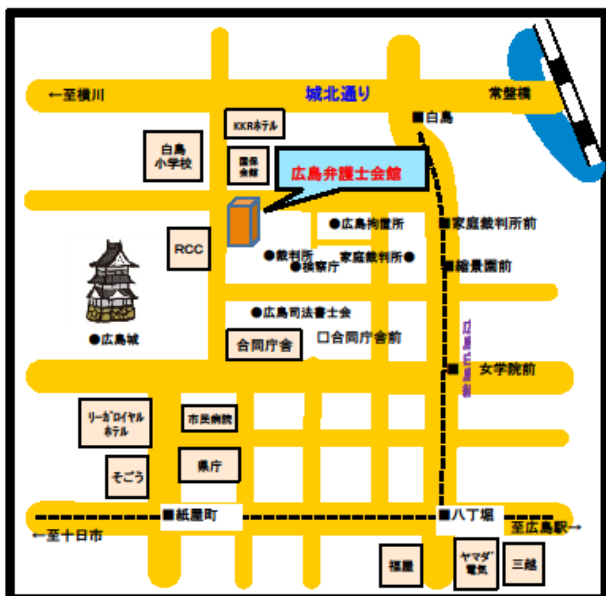 ←至横川
城北通り
常盤橋
■白島
KKRホテル
白島
小学校
国保
会館
広島弁護士会館
●広島拘置所
■家庭裁判所前
RCC
●裁判所
家庭裁判所●
●検察庁
■縮景園前
●広島司法書士会
●広島城
合同庁舎
□合同庁舎前
広島白島線
■ 女学院前
リーガロイヤル
ホテル
市民病院
そごう
県庁
■紙屋町
■八丁堀
←至十日市
至広島駅→
福屋
ヤマダ
電気
三越